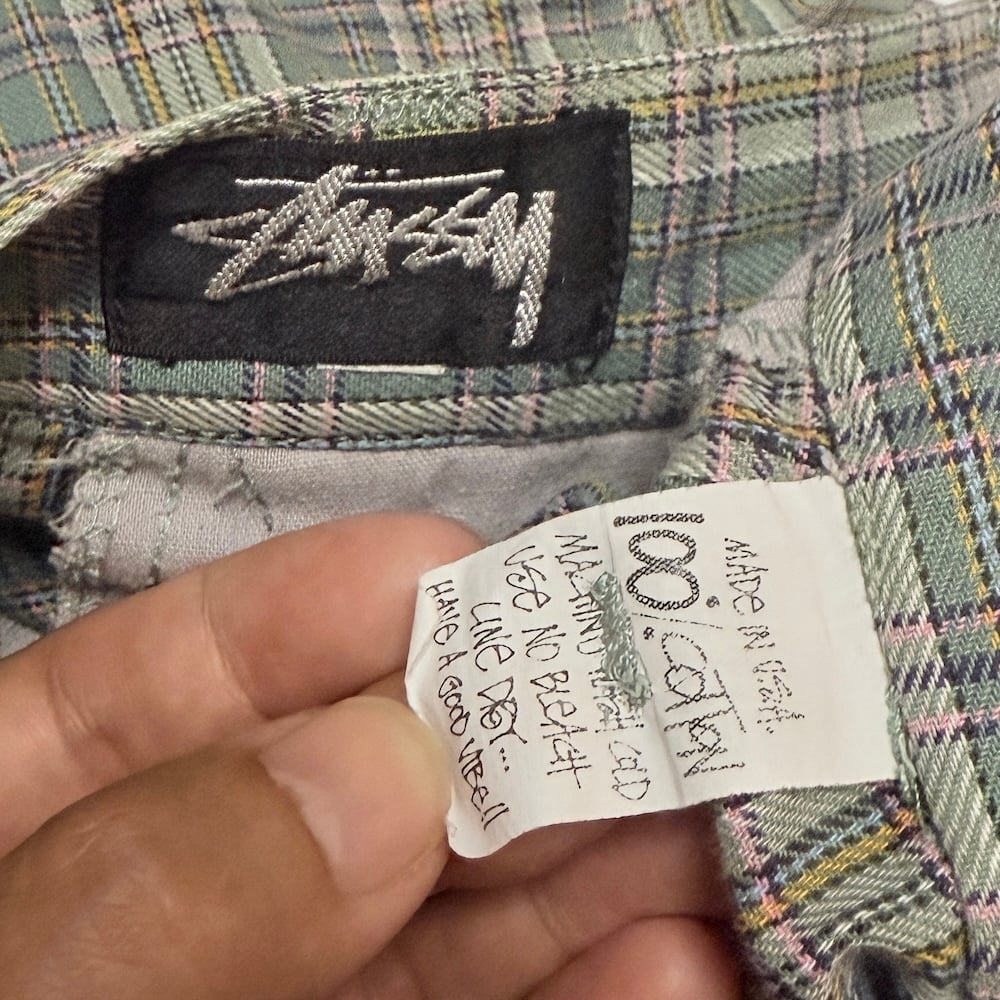 Stüssy
MADE IN U.S.A.
100%
COTTON
MACHINE WASH COLD
USE NO BLEACH
LINE DRY...
HAVE A GOOD VIBE!!